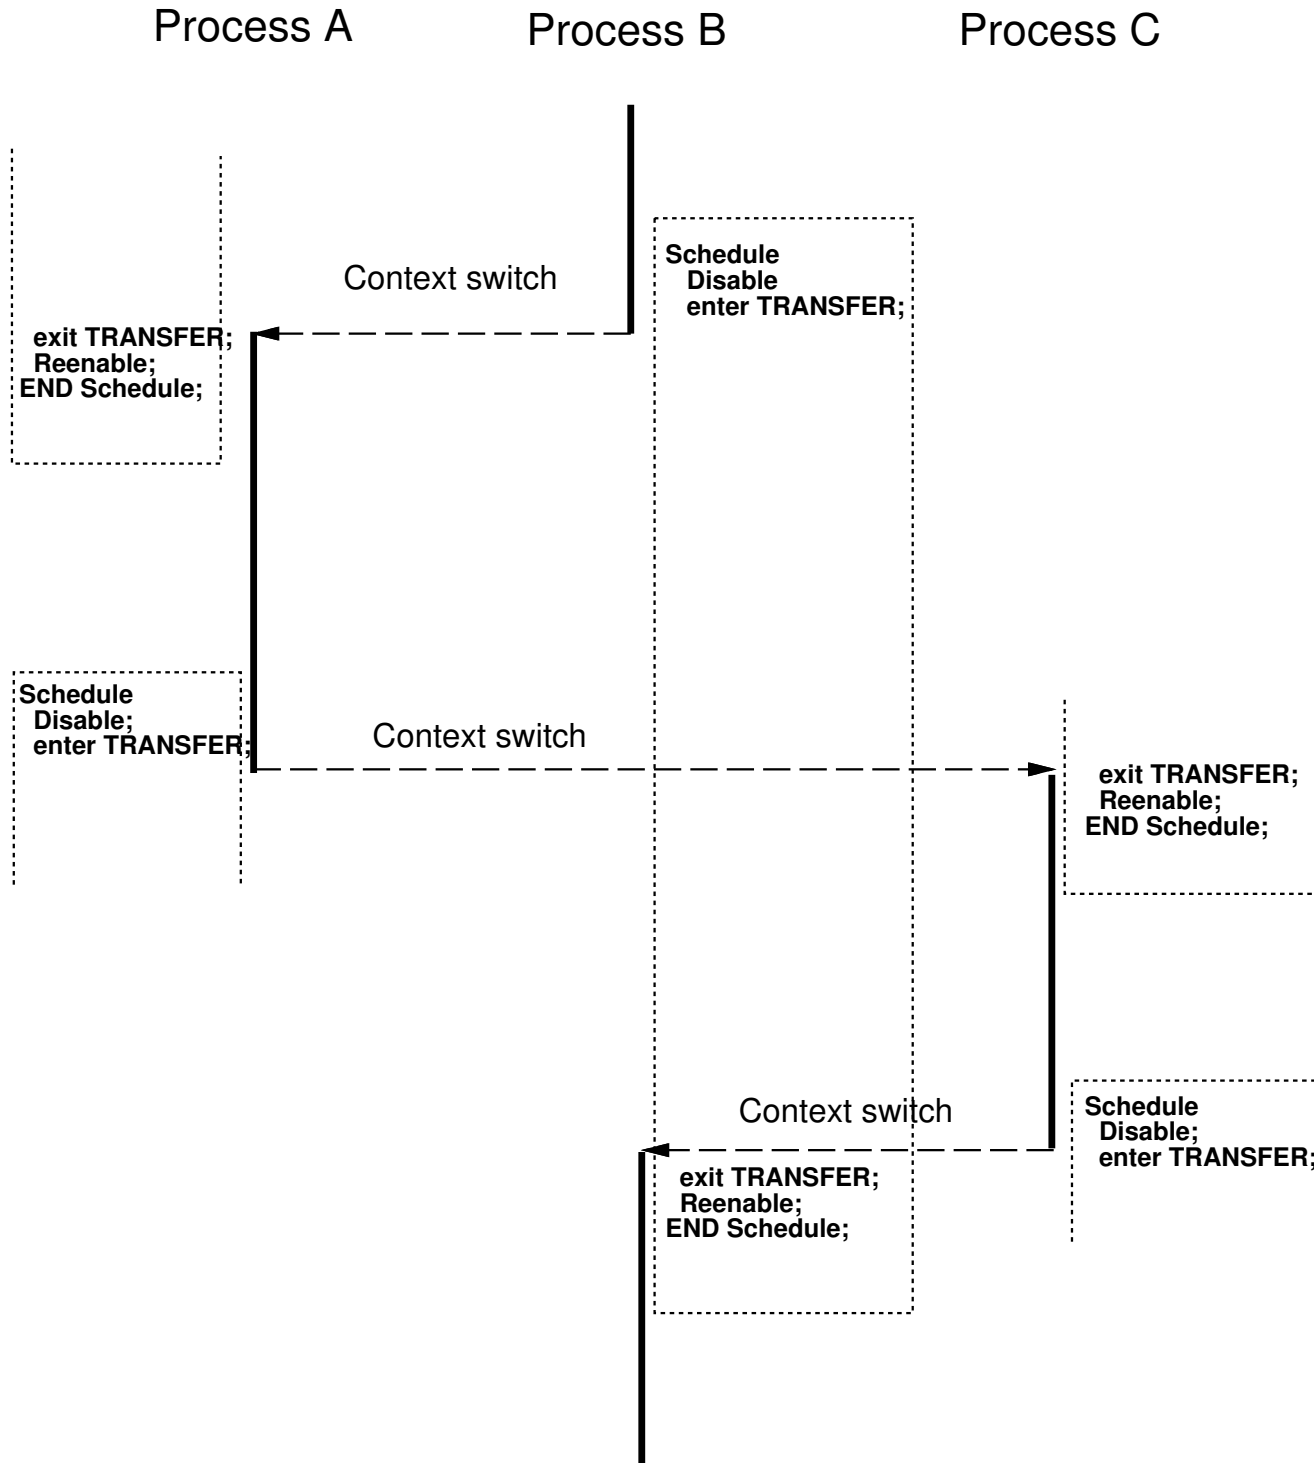 Process A
Process B
Process C
Schedule
Disable
enter TRANSFER;
Context switch
exit TRANSFER;
Reenable;
END Schedule;
Schedule
Disable;
enter TRANSFER;
Context switch
exit TRANSFER;
Reenable;
END Schedule;
Schedule
Disable;
enter TRANSFER;
Context switch
exit TRANSFER;
Reenable;
END Schedule;